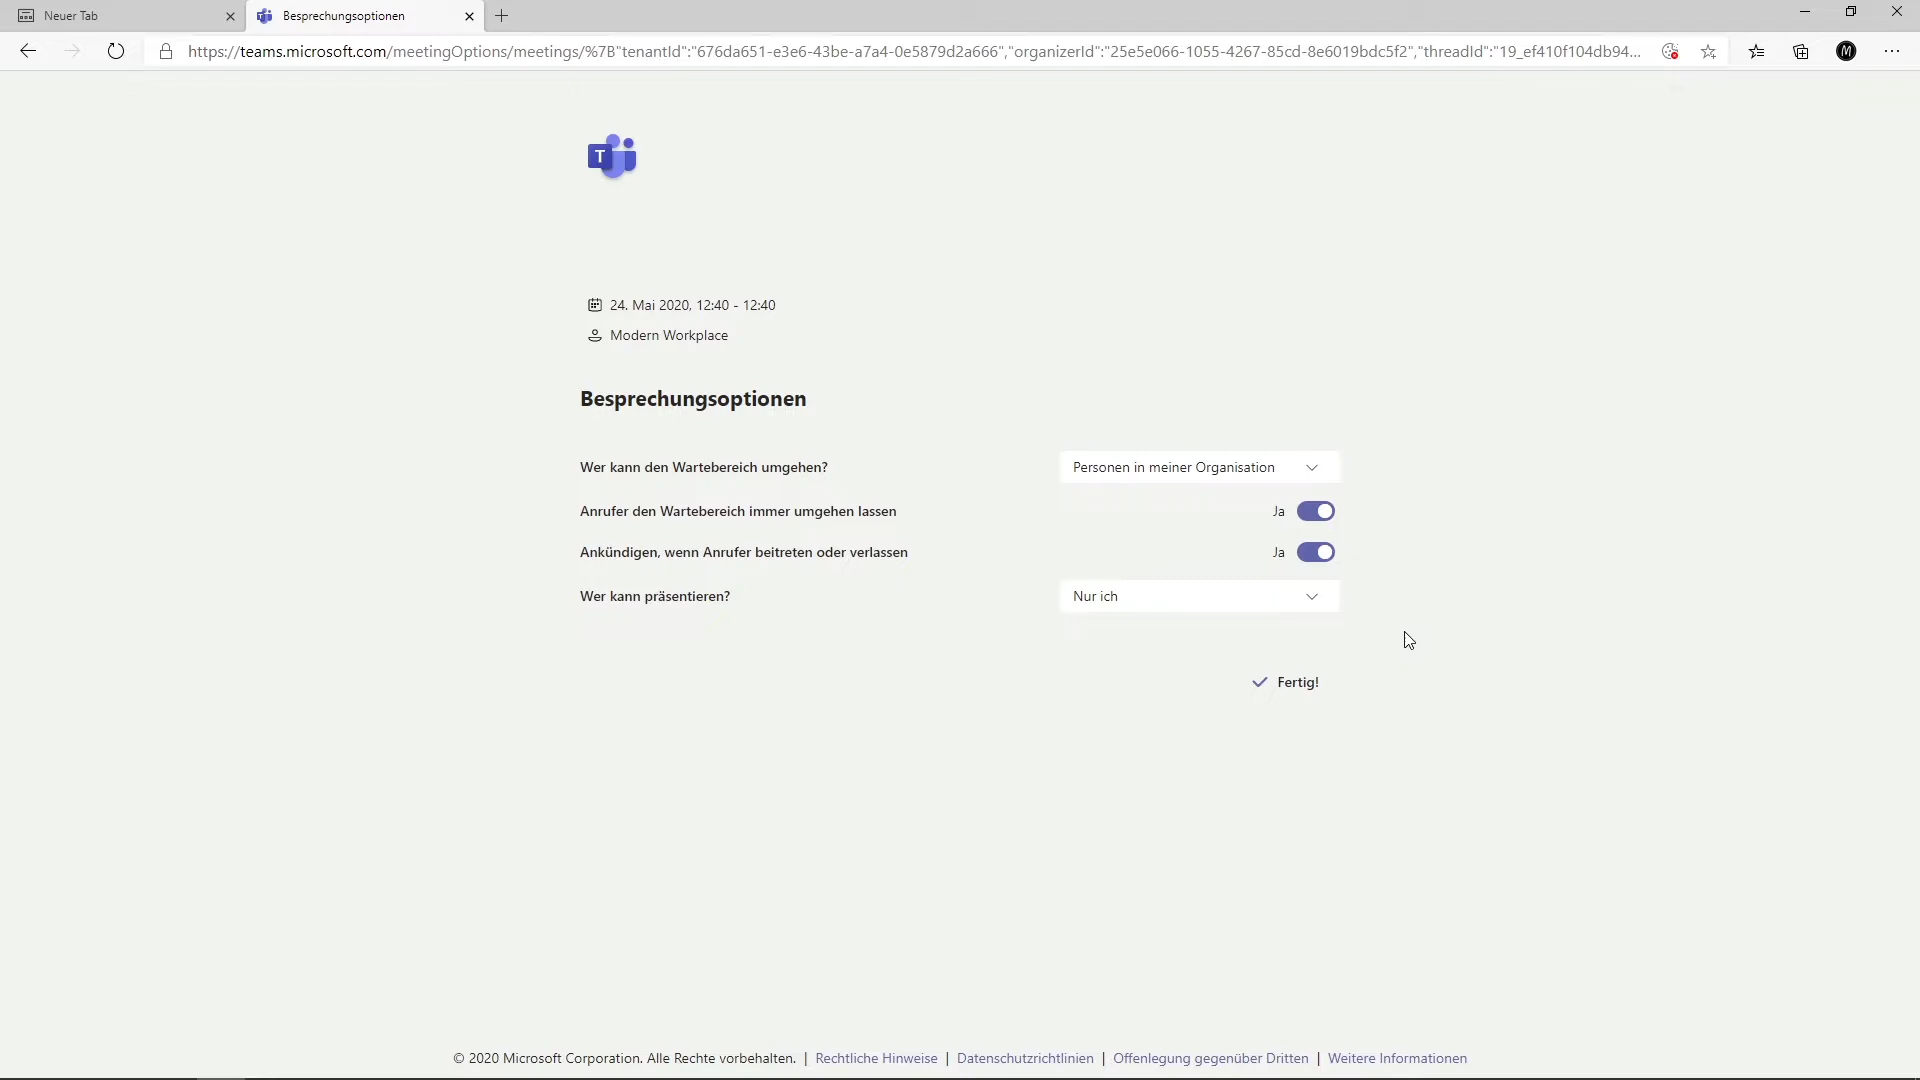 Neuer Tab
Besprechungsoptionen
https://teams.microsoft.com/meetingOptions/meetings/%7B"tenantId":"676da651-e3e6-43be-a7a4-0e5879d2a666","organizerId":"25e5e066-1055-4267-85cd-8e6019bdc5f2","threadId":"19_ef410f104db94...
M
T
24. Mai 2020, 12:40 - 12:40
Modern Workplace
Besprechungsoptionen
Wer kann den Wartebereich umgehen? Personen in meiner Organisation
Anrufer den Wartebereich immer umgehen lassen Ja
Ankündigen, wenn Anrufer beitreten oder verlassen Ja
Wer kann präsentieren? Nur ich
Fertig!
© 2020 Microsoft Corporation. Alle Rechte vorbehalten. | Rechtliche Hinweise | Datenschutzrichtlinien | Offenlegung gegenüber Dritten | Weitere Informationen